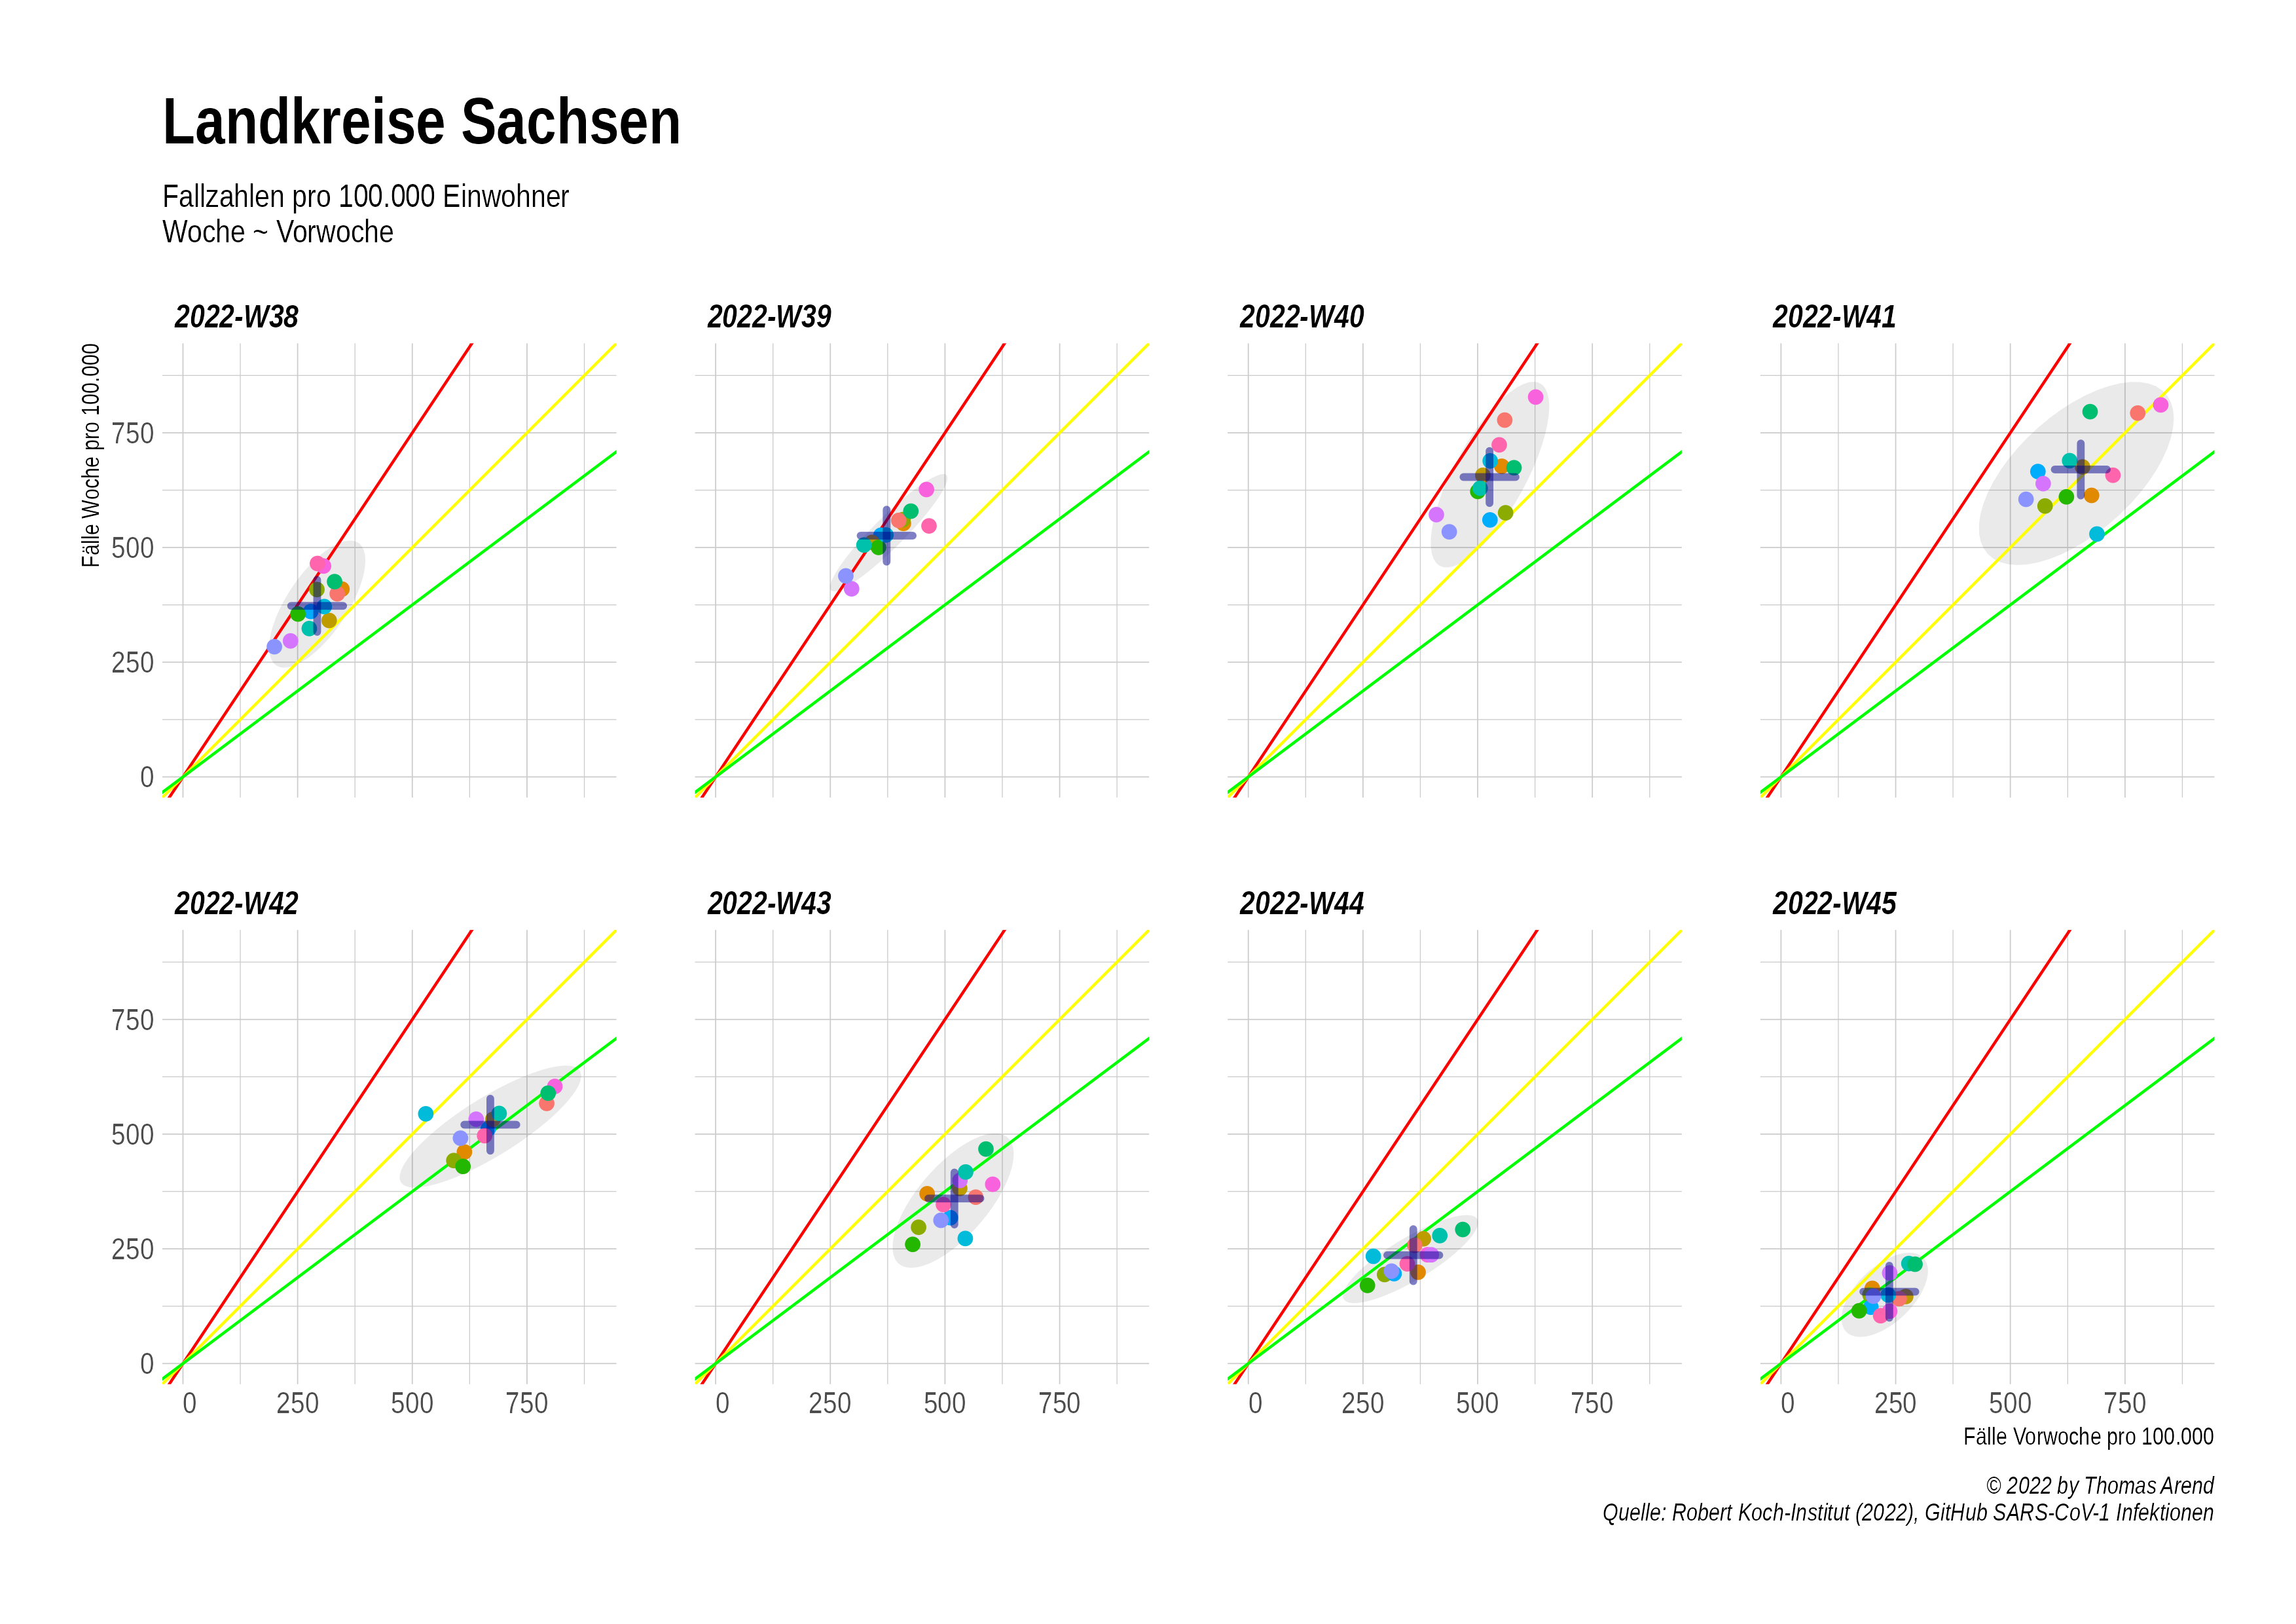 Landkreise Sachsen
Fallzahlen pro 100.000 Einwohner
Woche ~ Vorwoche
2022-W38
2022-W39
2022-W40
2022-W41
Fälle Woche pro 100.000
750
500
250
0
2022-W42
2022-W43
2022-W44
2022-W45
750
500
250
0
0 250 500 750
0 250 500 750
0 250 500 750
0 250 500 750
Fälle Vorwoche pro 100.000
© 2022 by Thomas Arend
Quelle: Robert Koch-Institut (2022), GitHub SARS-CoV-1 Infektionen